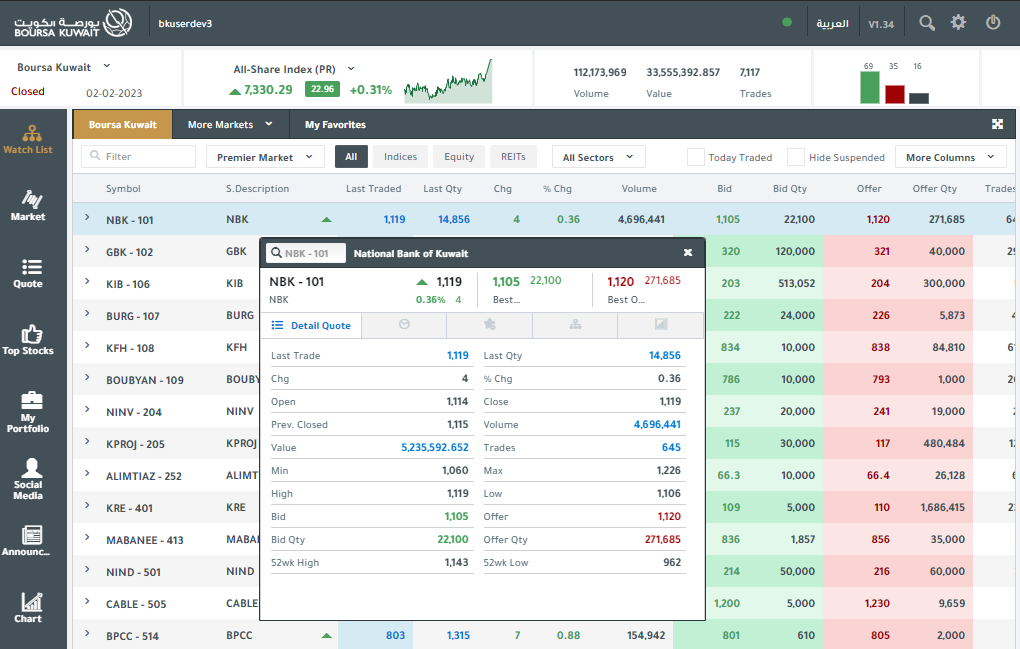 بورصة الكويت
BOURSA KUWAIT
bkuserdev3
العربية
V1.34
Boursa Kuwait
Closed
02-02-2023
All-Share Index (PR)
7,330.29 22.96 +0.31%
112,173,969 33,555,392.857 7,117
Volume Value Trades
69 35 16
Watch List
Market
Quote
Top Stocks
My
Portfolio
Social
Media
Announc...
Chart
Boursa Kuwait More Markets My Favorites
Filter Premier Market All Indices Equity REITs All Sectors Today Traded Hide Suspended More Columns
Symbol S.Description Last Traded Last Qty Chg % Chg Volume Bid Bid Qty Offer Offer Qty Trades
NBK - 101 NBK 1,119 14,856 4 0.36 4,696,441 1,105 22,100 1,120 271,685 64
GBK - 102 GBK 320 120,000 321 40,000
KIB - 106 KIB 203 513,052 204 300,000
BURG - 107 BURG 222 24,000 226 5,873
KFH - 108 KFH 834 10,000 838 84,810
BOUBYAN - 109 BOUBY 786 10,000 793 1,000
NINV - 204 NINV 237 20,000 241 19,000
KPROJ - 205 KPROJ 115 30,000 117 480,484
ALIMTIAZ - 252 ALIMT 66.3 10,000 66.4 26,128
KRE - 401 KRE 109 5,000 110 1,686,415
MABANEE - 413 MABAI 836 1,857 856 35,000
NIND - 501 NIND 214 50,000 216 60,000
CABLE - 505 CABLE 1,200 5,000 1,230 9,659
BPCC - 514 BPCC 803 1,315 7 0.88 154,942 801 610 805 2,000
NBK - 101 National Bank of Kuwait
NBK - 101 1,119 1,105 22,100 1,120 271,685
NBK 0.36% 4 Best... Best O...
Detail Quote
Last Trade 1,119 Last Qty 14,856
Chg 4 % Chg 0.36
Open 1,114 Close 1,119
Prev. Closed 1,115 Volume 4,696,441
Value 5,235,592.652 Trades 645
Min 1,060 Max 1,226
High 1,119 Low 1,106
Bid 1,105 Offer 1,120
Bid Qty 22,100 Offer Qty 271,685
52wk High 1,143 52wk Low 962